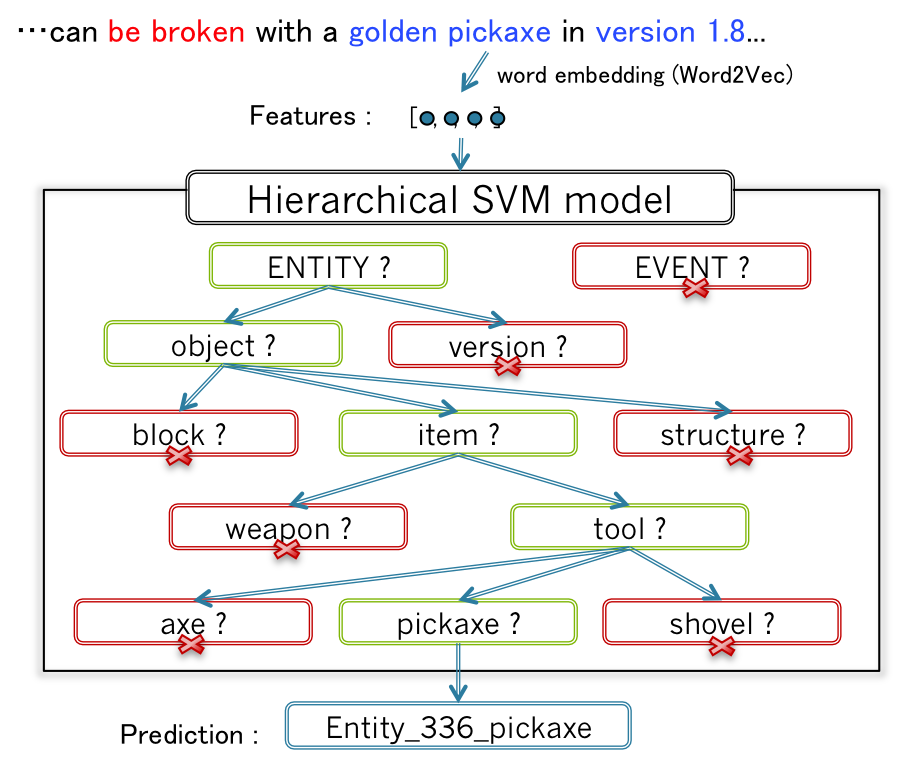 …can be broken with a golden pickaxe in version 1.8...
word embedding (Word2Vec)
Features : [ , , , ]
Hierarchical SVM model
ENTITY ? EVENT ?
object ? version ?
block ? item ? structure ?
weapon ? tool ?
axe ? pickaxe ? shovel ?
Prediction : Entity_336_pickaxe